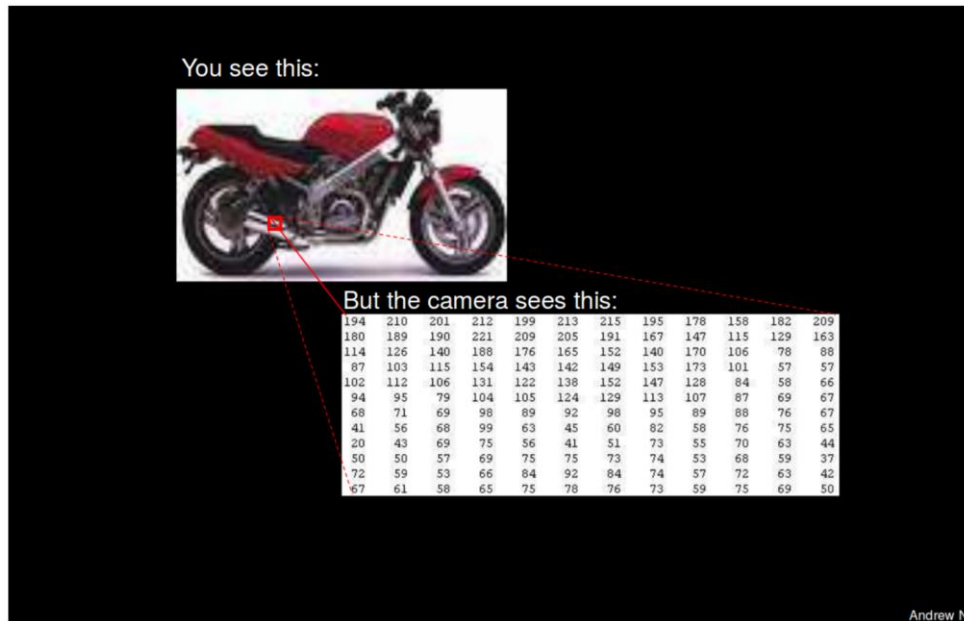 You see this:
But the camera sees this:
194 210 201 212 199 213 215 195 178 158 182 209
180 189 190 221 209 205 191 167 147 115 129 163
114 126 140 188 176 165 152 140 170 106 78 88
87 103 115 154 143 142 149 153 173 101 57 57
102 112 106 131 122 138 152 147 128 84 58 66
94 95 79 104 105 124 129 113 107 87 69 67
68 71 69 98 89 92 98 95 89 88 76 67
41 56 68 99 63 45 60 82 58 76 75 65
20 43 69 75 56 41 51 73 55 70 63 44
50 50 57 69 75 75 73 74 53 68 59 37
72 59 53 66 84 92 84 74 57 72 63 42
67 61 58 65 75 78 76 73 59 75 69 50
Andrew N